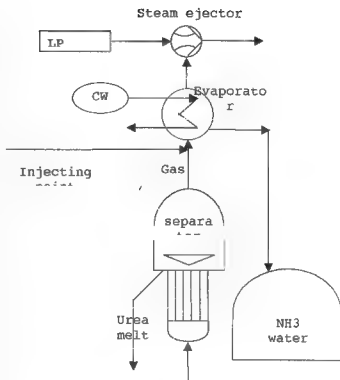 Steam ejector
LP
Evaporato
r
CW
Injecting
Gas
separa
Urea
melt
NH3
water